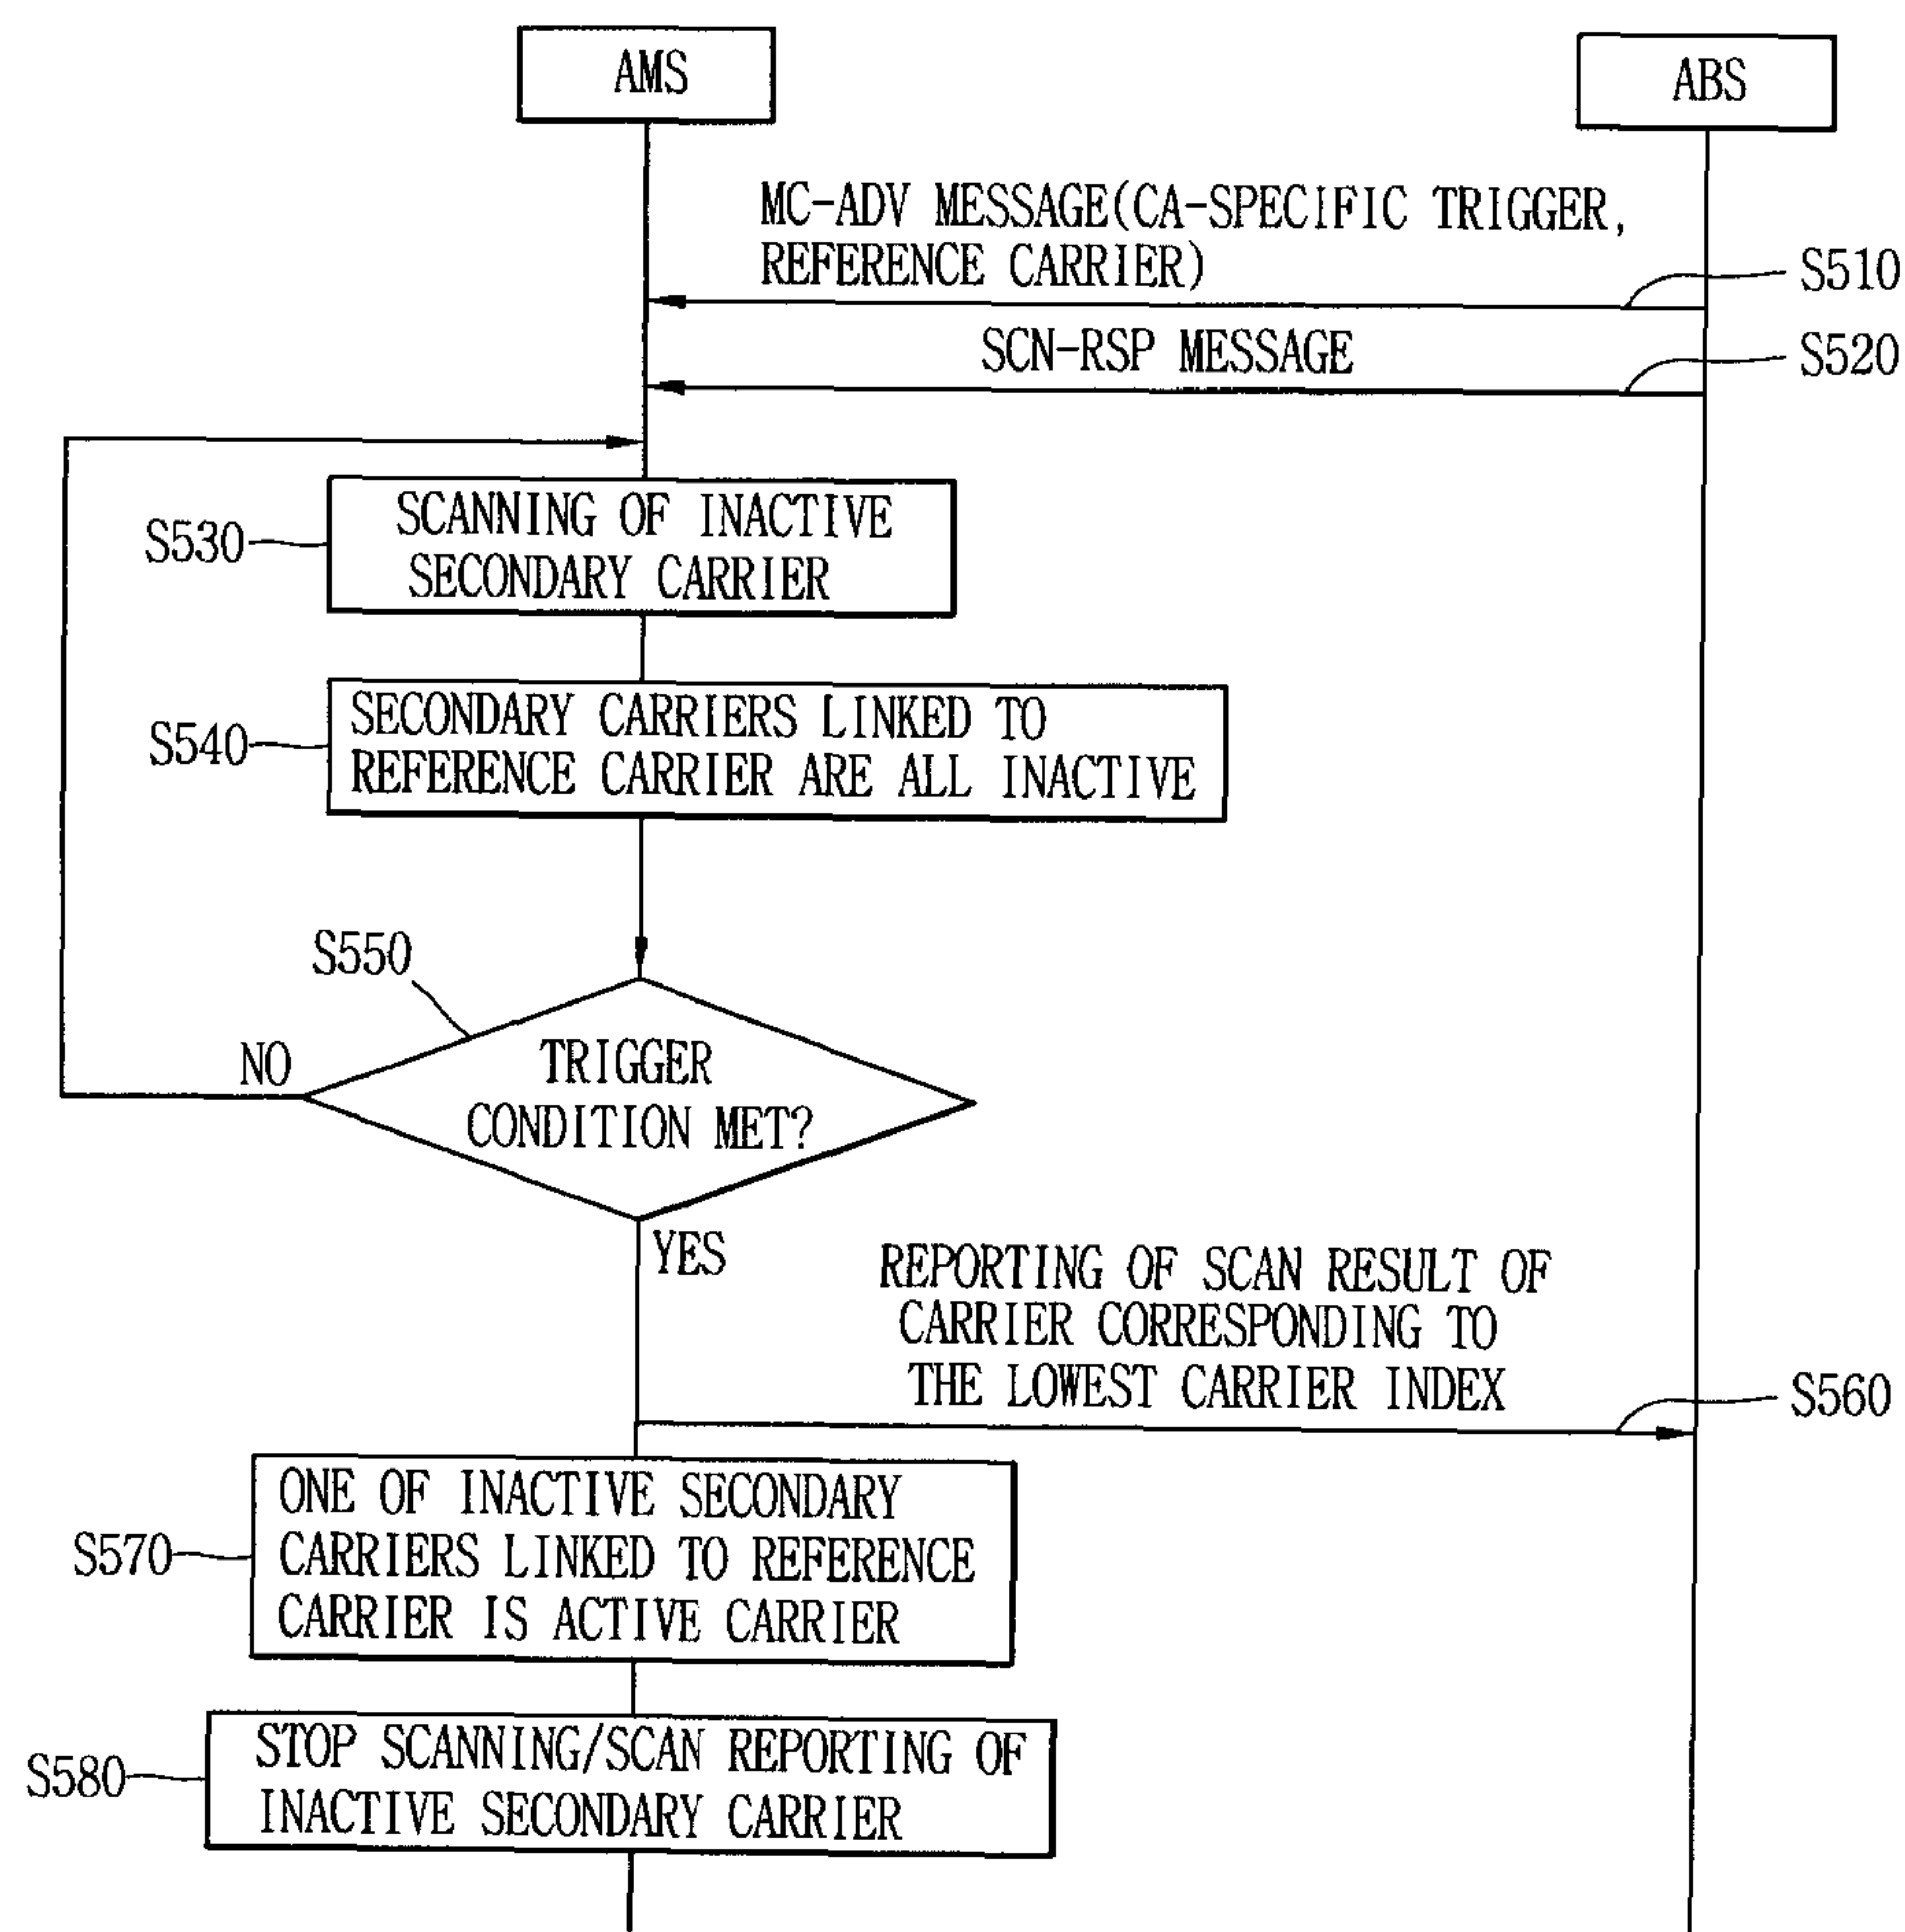 AMS
ABS
MC-ADV MESSAGE(CA-SPECIFIC TRIGGER,
REFERENCE CARRIER)
S510
SCN-RSP MESSAGE
S520
SCANNING OF INACTIVE
SECONDARY CARRIER
S530
SECONDARY CARRIERS LINKED TO
REFERENCE CARRIER ARE ALL INACTIVE
S540
S550
NO
TRIGGER
CONDITION MET?
YES
REPORTING OF SCAN RESULT OF
CARRIER CORRESPONDING TO
THE LOWEST CARRIER INDEX
S560
ONE OF INACTIVE SECONDARY
CARRIERS LINKED TO REFERENCE
CARRIER IS ACTIVE CARRIER
S570
STOP SCANNING/SCAN REPORTING OF
INACTIVE SECONDARY CARRIER
S580